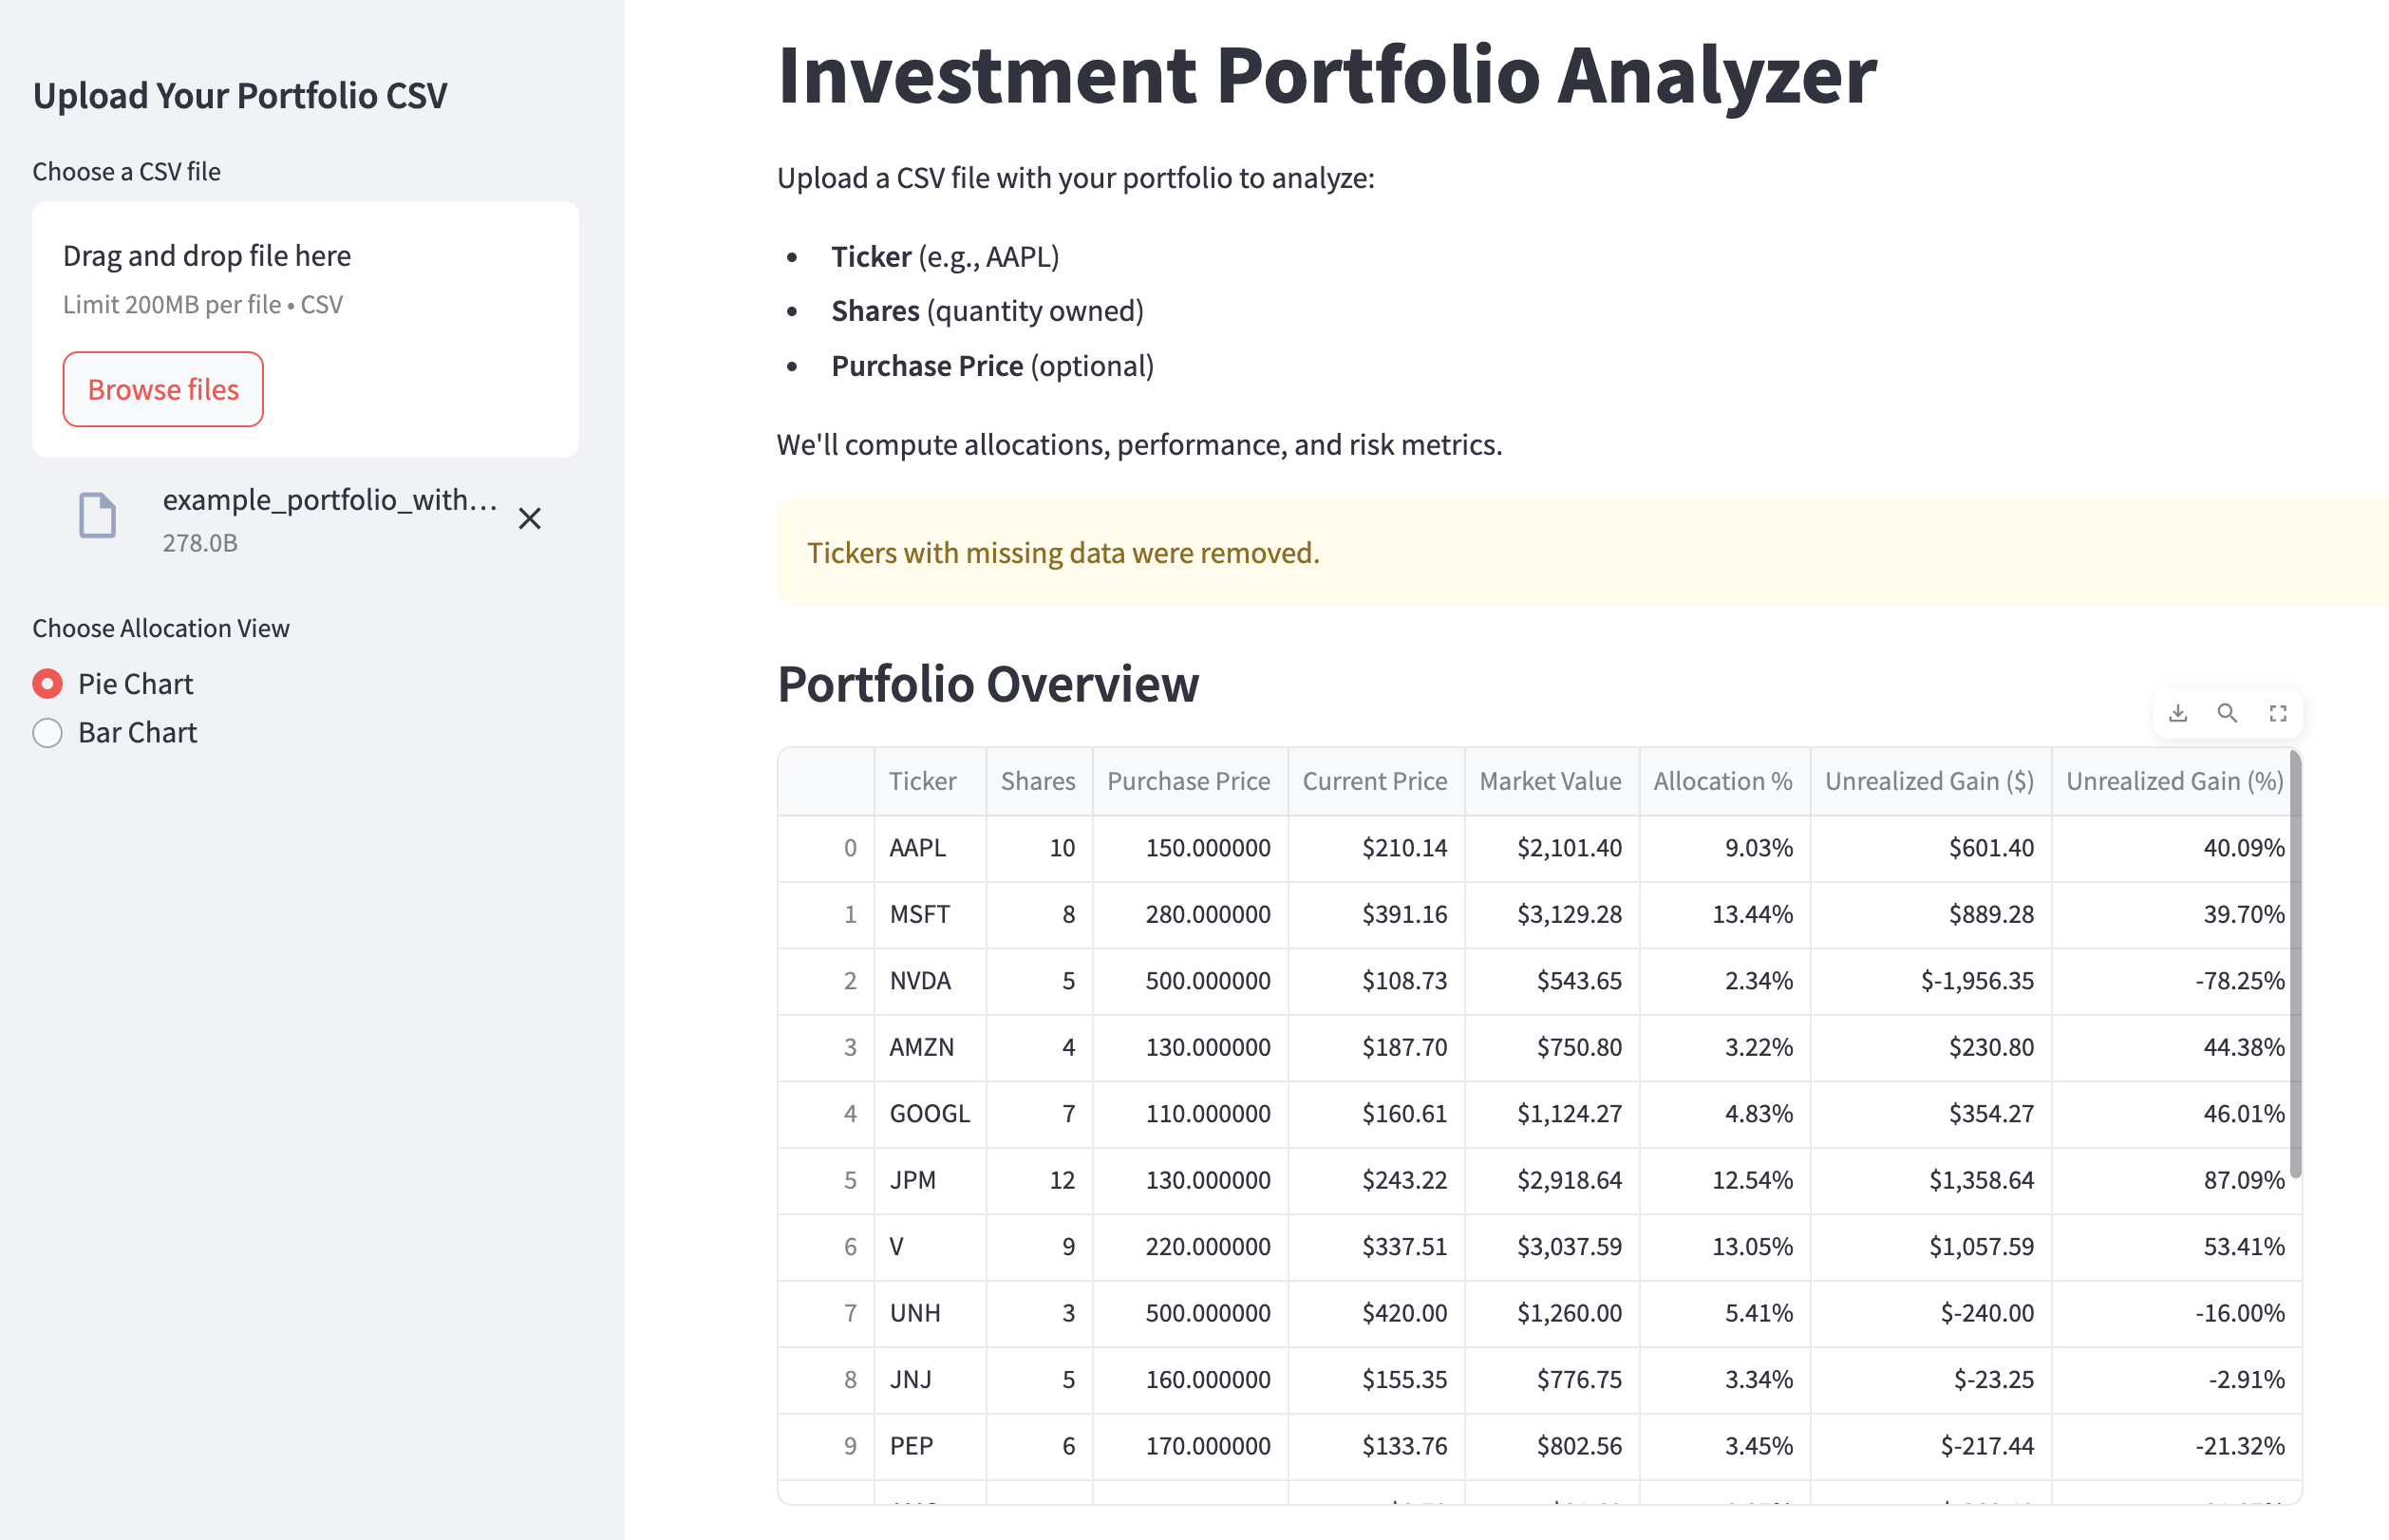 Upload Your Portfolio CSV
Choose a CSV file
Drag and drop file here
Limit 200MB per file • CSV
Browse files
example_portfolio_with…
278.0B
Choose Allocation View
Pie Chart
Bar Chart
Investment Portfolio Analyzer
Upload a CSV file with your portfolio to analyze:
• Ticker (e.g., AAPL)
• Shares (quantity owned)
• Purchase Price (optional)
We'll compute allocations, performance, and risk metrics.
Tickers with missing data were removed.
Portfolio Overview
Ticker Shares Purchase Price Current Price Market Value Allocation % Unrealized Gain ($) Unrealized Gain (%)
0 AAPL 10 150.000000 $210.14 $2,101.40 9.03% $601.40 40.09%
1 MSFT 8 280.000000 $391.16 $3,129.28 13.44% $889.28 39.70%
2 NVDA 5 500.000000 $108.73 $543.65 2.34% $-1,956.35 -78.25%
3 AMZN 4 130.000000 $187.70 $750.80 3.22% $230.80 44.38%
4 GOOGL 7 110.000000 $160.61 $1,124.27 4.83% $354.27 46.01%
5 JPM 12 130.000000 $243.22 $2,918.64 12.54% $1,358.64 87.09%
6 V 9 220.000000 $337.51 $3,037.59 13.05% $1,057.59 53.41%
7 UNH 3 500.000000 $420.00 $1,260.00 5.41% $-240.00 -16.00%
8 JNJ 5 160.000000 $155.35 $776.75 3.34% $-23.25 -2.91%
9 PEP 6 170.000000 $133.76 $802.56 3.45% $-217.44 -21.32%